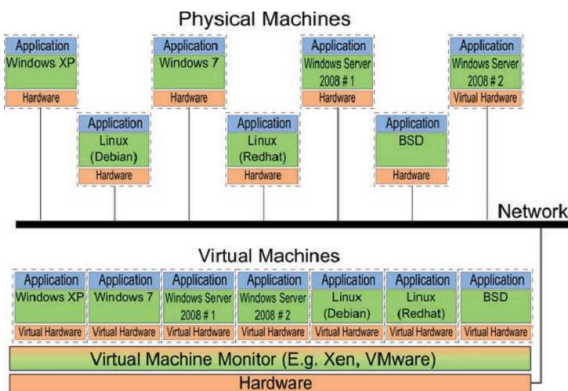 Physical Machines
Application
Windows XP
Hardware
Application
Windows 7
Hardware
Application
Windows Server
2008 # 1
Hardware
Application
Windows Server
2008 # 2
Virtual Hardware
Application
Linux
(Debian)
Hardware
Application
Linux
(Redhat)
Hardware
Application
BSD
Hardware
Network
Virtual Machines
Application
Windows XP
Virtual Hardware
Application
Windows 7
Virtual Hardware
Application
Windows Server
2008 # 1
Virtual Hardware
Application
Windows Server
2008 # 2
Virtual Hardware
Application
Linux
(Debian)
Virtual Hardware
Application
Linux
(Redhat)
Virtual Hardware
Application
BSD
Virtual Hardware
Virtual Machine Monitor (E.g. Xen, VMware)
Hardware